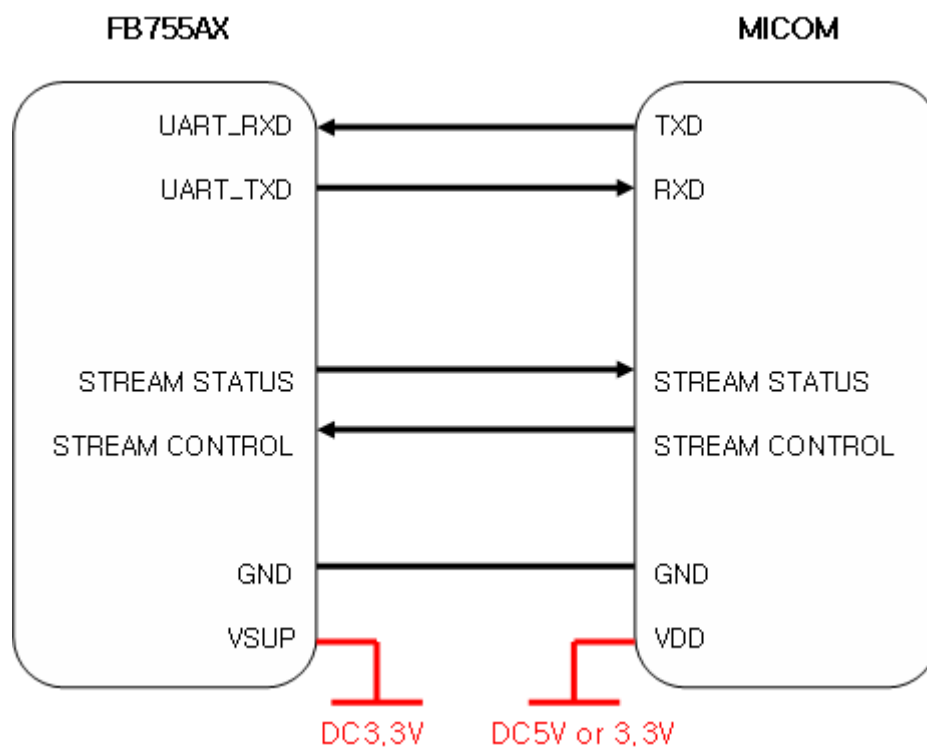 FB755AX MICOM
UART_RXD TXD
UART_TXD RXD
STREAM STATUS STREAM STATUS
STREAM CONTROL STREAM CONTROL
GND GND
VSUP VDD
DC3,3V DC5V or 3,3V